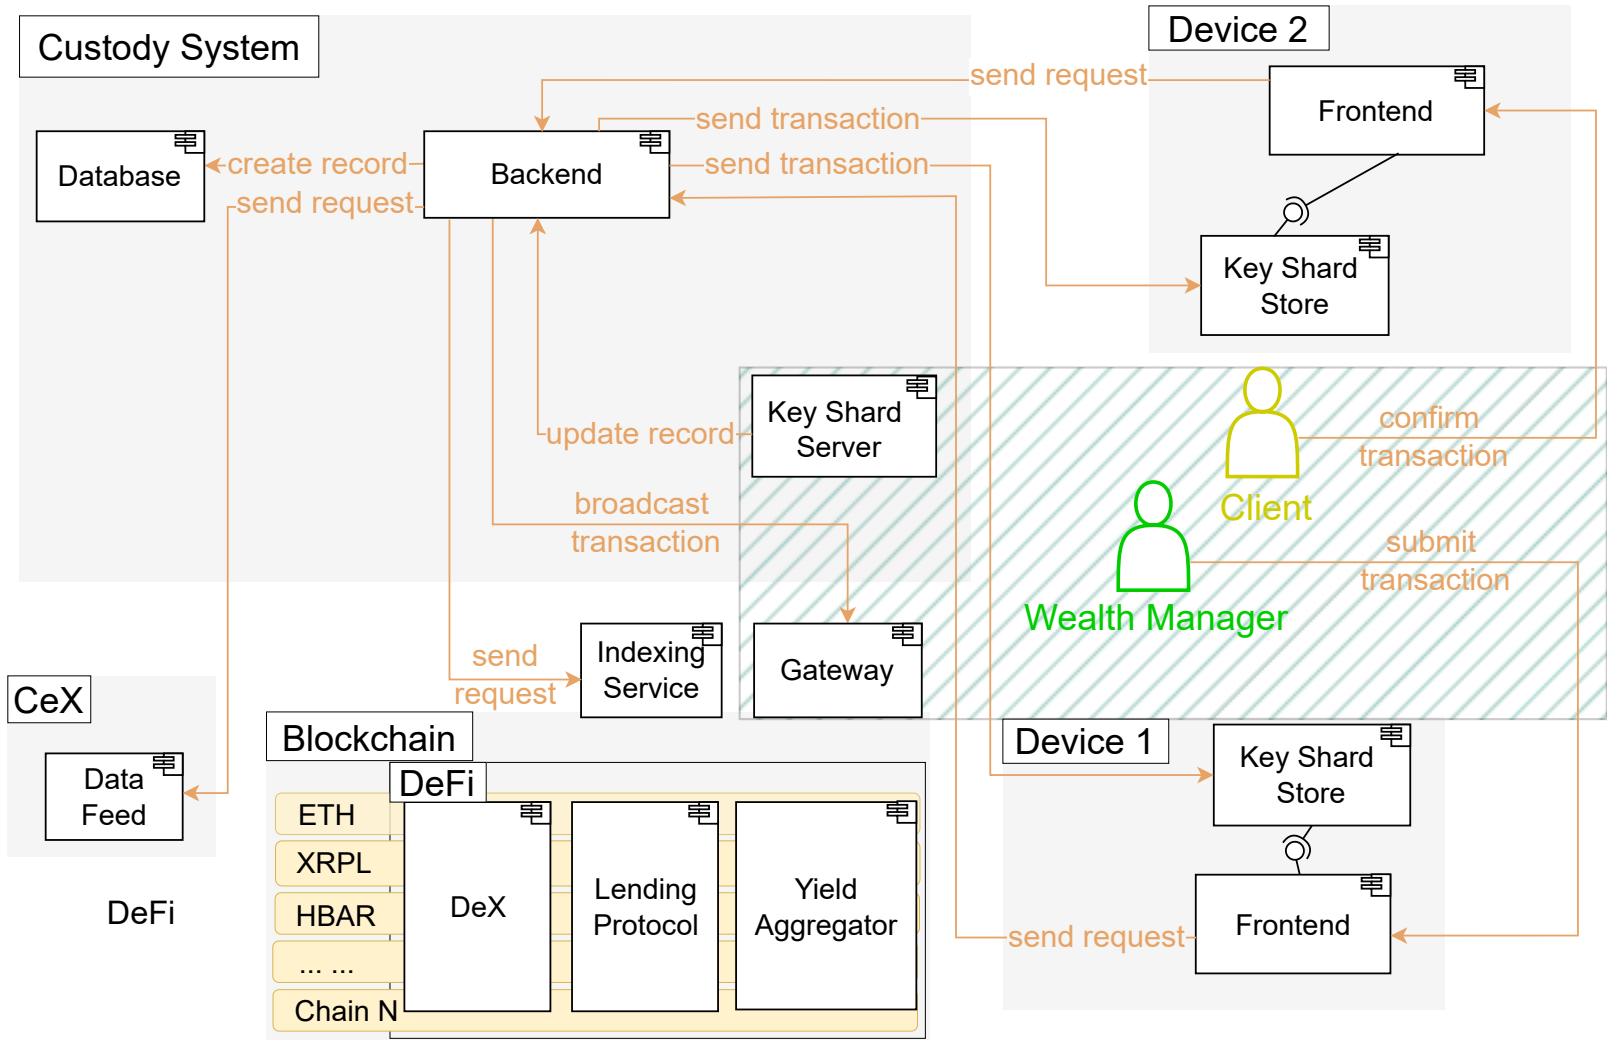 Custody System
Device 2
send request
Frontend
send transaction
Database
create record
Backend
send transaction
send request
Key Shard
Store
Key Shard
Server
update record
confirm
transaction
Client
broadcast
transaction
submit
transaction
Wealth Manager
send
request
Indexing
Service
Gateway
CeX
Data
Feed
Blockchain
DeFi
Device 1
Key Shard
Store
ETH
XRPL
HBAR
... ...
Chain N
DeX
Lending
Protocol
Yield
Aggregator
DeFi
send request
Frontend